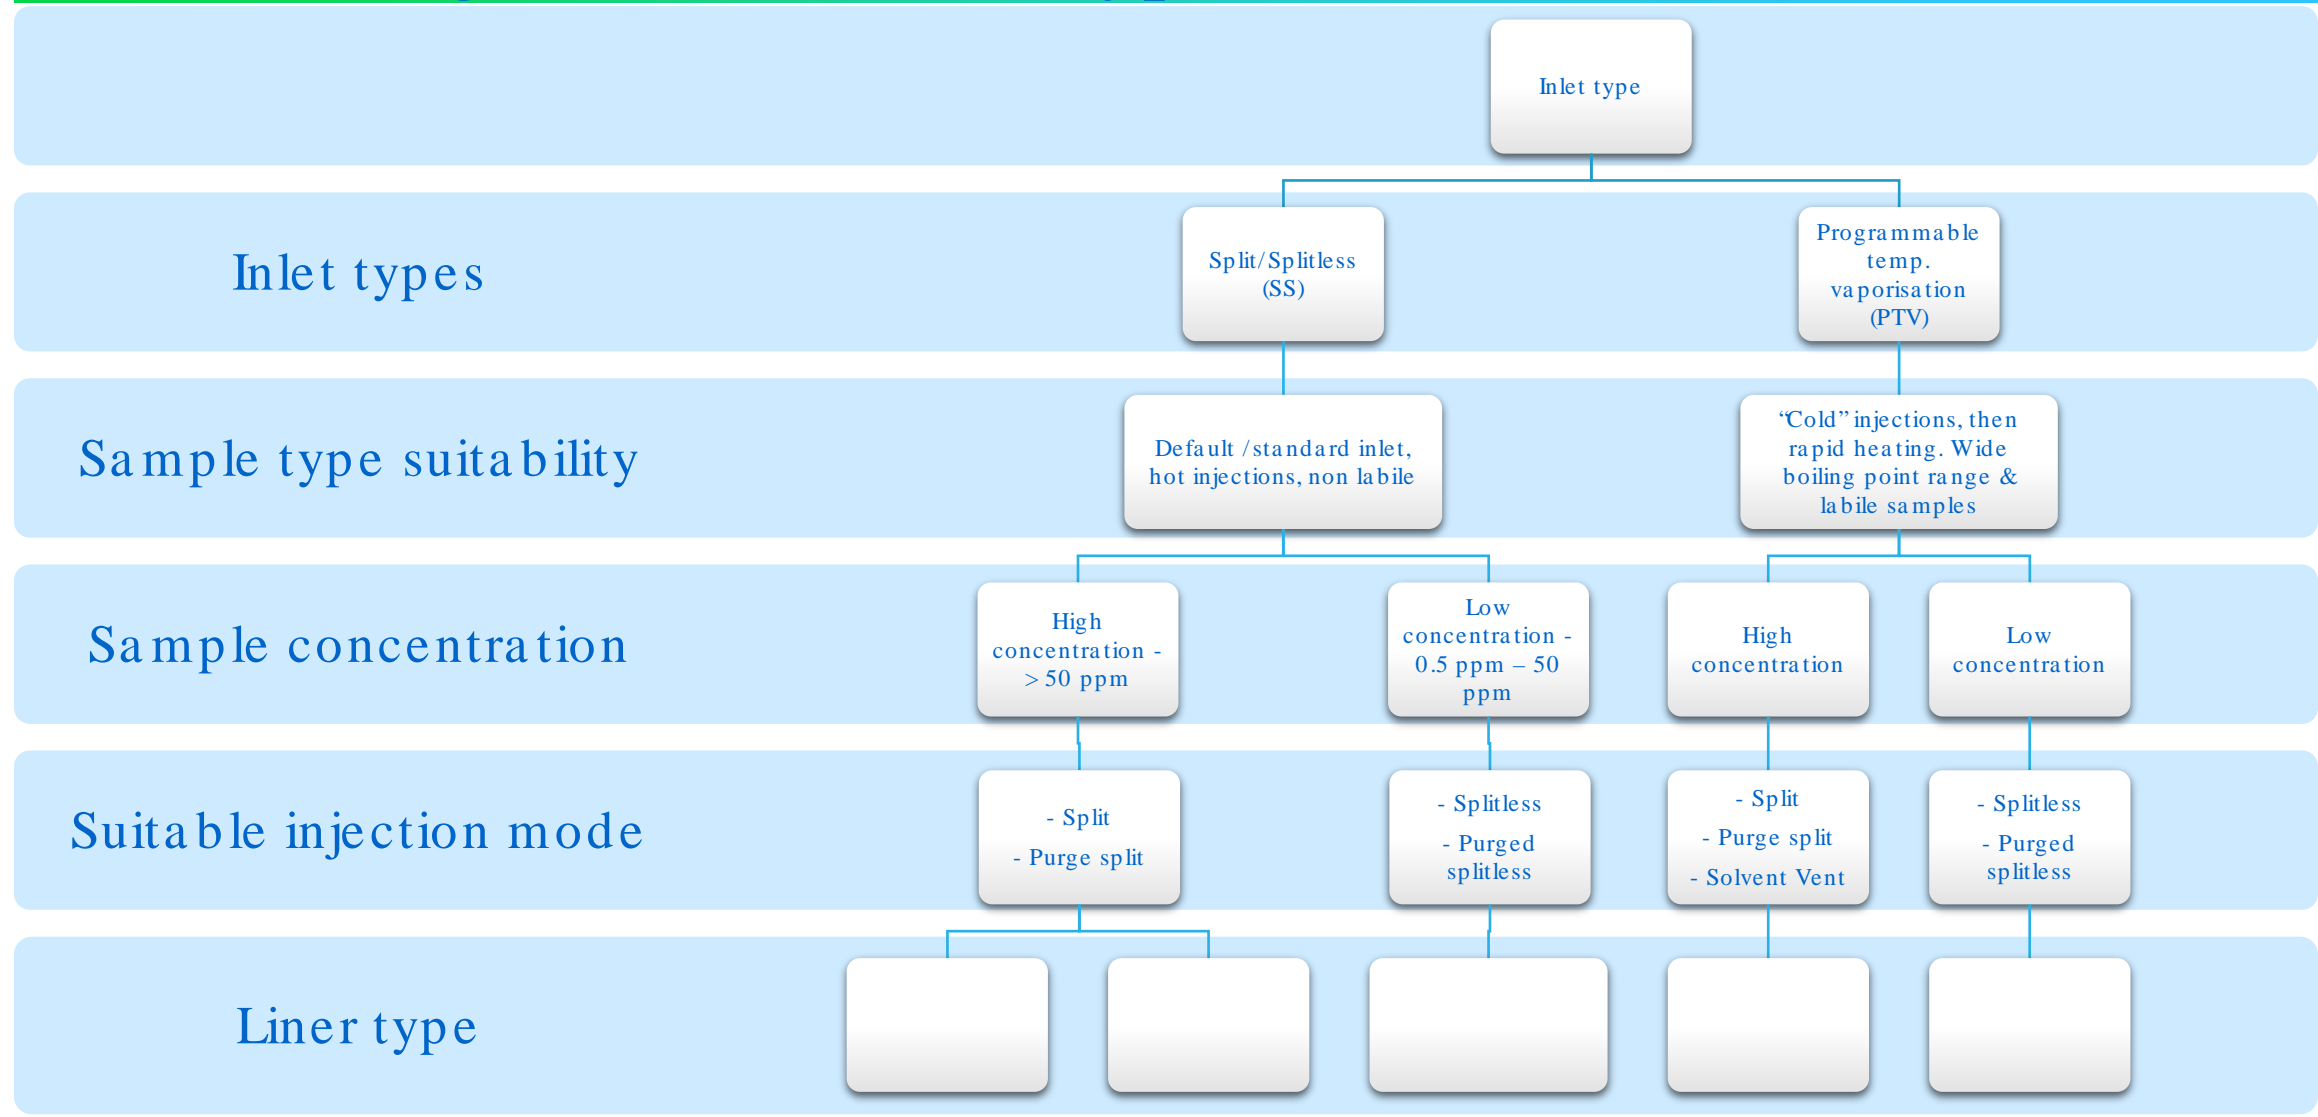 Inlet type
Inlet types
Split/Splitless
(SS)
Programmable
temp.
vaporisation
(PTV)
Sample type suitability
Default /standard inlet,
hot injections, non labile
“Cold” injections, then
rapid heating. Wide
boiling point range &
labile samples
Sample concentration
High
concentration -
> 50 ppm
Low
concentration -
0.5 ppm – 50
ppm
High
concentration
Low
concentration
Suitable injection mode
- Split
- Purge split
- Splitless
- Purged
splitless
- Split
- Purge split
- Solvent Vent
- Splitless
- Purged
splitless
Liner type